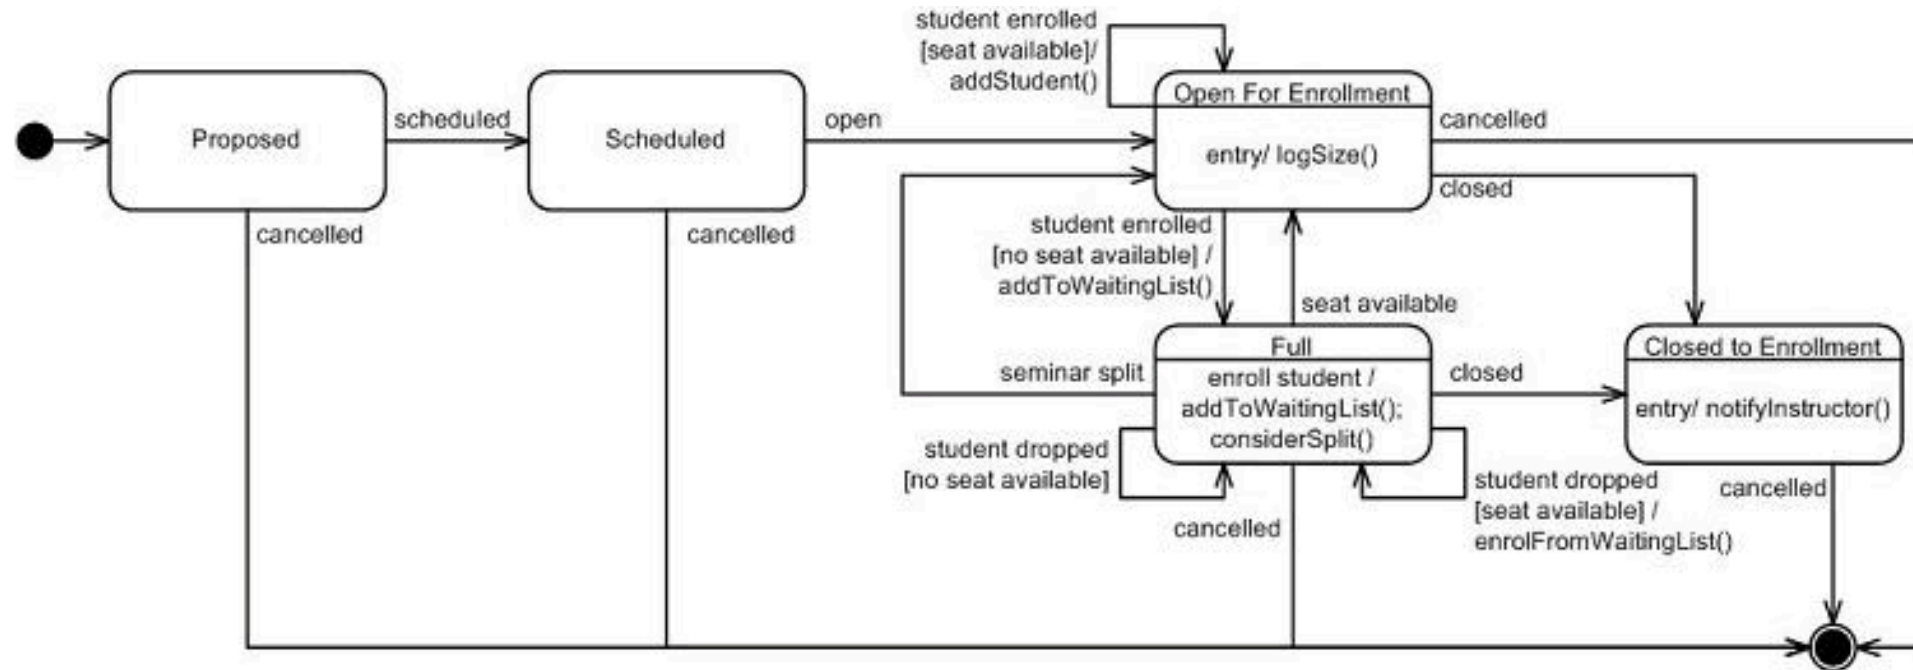 student enrolled
[seat available]/
addStudent()
Proposed
scheduled
Scheduled
open
Open For Enrollment
entry/ logSize()
cancelled
closed
cancelled
cancelled
student enrolled
[no seat available] /
addToWaitingList()
seat available
Full
enroll student /
addToWaitingList();
considerSplit()
seminar split
closed
Closed to Enrollment
entry/ notifyInstructor()
student dropped
[no seat available]
cancelled
student dropped
[seat available] /
enrolFromWaitingList()
cancelled